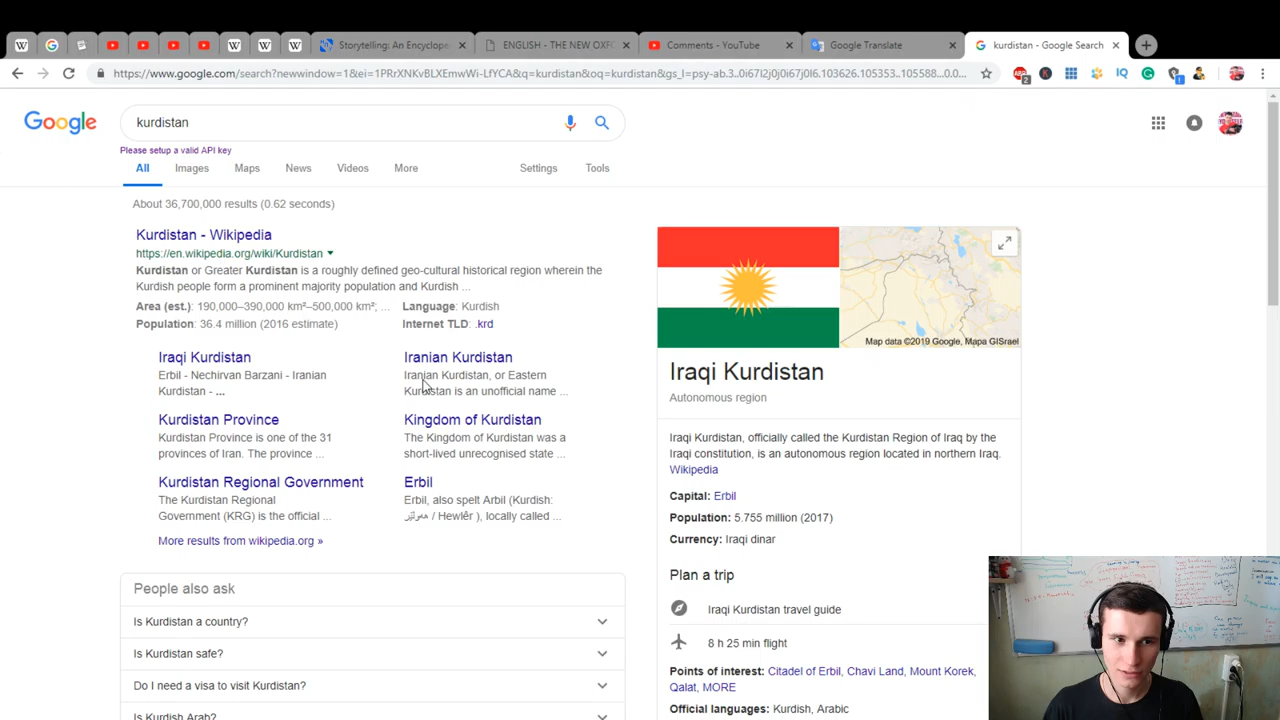 Storytelling: An Encyclope
ENGLISH - THE NEW OXF
Comments - YouTube
Google Translate
kurdistan - Google Search
https://www.google.com/search?newwindow=1&ei=1PRrXNKvBLXEmwWi-LfYCA&q=kurdistan&oq=kurdistan&gs_l=psy-ab.3..0i67l2j0j0i67j0l6.103626.105353..105588...0.0...
Google
kurdistan
Please setup a valid API key
All Images Maps News Videos More Settings Tools
About 36,700,000 results (0.62 seconds)
Kurdistan - Wikipedia
https://en.wikipedia.org/wiki/Kurdistan
Kurdistan or Greater Kurdistan is a roughly defined geo-cultural historical region wherein the
Kurdish people form a prominent majority population and Kurdish ...
Area (est.): 190,000–390,000 km²–500,000 km²; ... Language: Kurdish
Population: 36.4 million (2016 estimate) Internet TLD: .krd
Iraqi Kurdistan
Erbil - Nechirvan Barzani - Iranian
Kurdistan - ...
Iranian Kurdistan
Iranian Kurdistan, or Eastern
Kurdistan is an unofficial name ...
Kurdistan Province
Kurdistan Province is one of the 31
provinces of Iran. The province ...
Kingdom of Kurdistan
The Kingdom of Kurdistan was a
short-lived unrecognised state ...
Kurdistan Regional Government
The Kurdistan Regional
Government (KRG) is the official ...
Erbil
Erbil, also spelt Arbil (Kurdish:
هەولێر / Hewlêr ), locally called ...
More results from wikipedia.org »
People also ask
Is Kurdistan a country?
Is Kurdistan safe?
Do I need a visa to visit Kurdistan?
Is Kurdish Arab?
Map data ©2019 Google, Mapa GISrael
Iraqi Kurdistan
Autonomous region
Iraqi Kurdistan, officially called the Kurdistan Region of Iraq by the
Iraqi constitution, is an autonomous region located in northern Iraq.
Wikipedia
Capital: Erbil
Population: 5.755 million (2017)
Currency: Iraqi dinar
Plan a trip
Iraqi Kurdistan travel guide
8 h 25 min flight
Points of interest: Citadel of Erbil, Chavi Land, Mount Korek,
Qalat, MORE
Official languages: Kurdish, Arabic